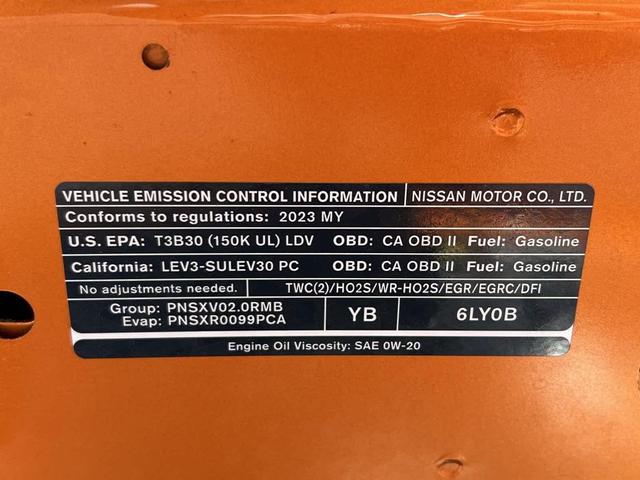 VEHICLE EMISSION CONTROL INFORMATION NISSAN MOTOR CO., LTD.
Conforms to regulations: 2023 MY
U.S. EPA: T3B30 (150K UL) LDV OBD: CA OBD II Fuel: Gasoline
California: LEV3-SULEV30 PC OBD: CA OBD II Fuel: Gasoline
No adjustments needed. TWC(2)/HO2S/WR-HO2S/EGR/EGRC/DFI
Group: PNSXV02.0RMB
Evap: PNSXR0099PCA
YB
6LY0B
Engine Oil Viscosity: SAE 0W-20